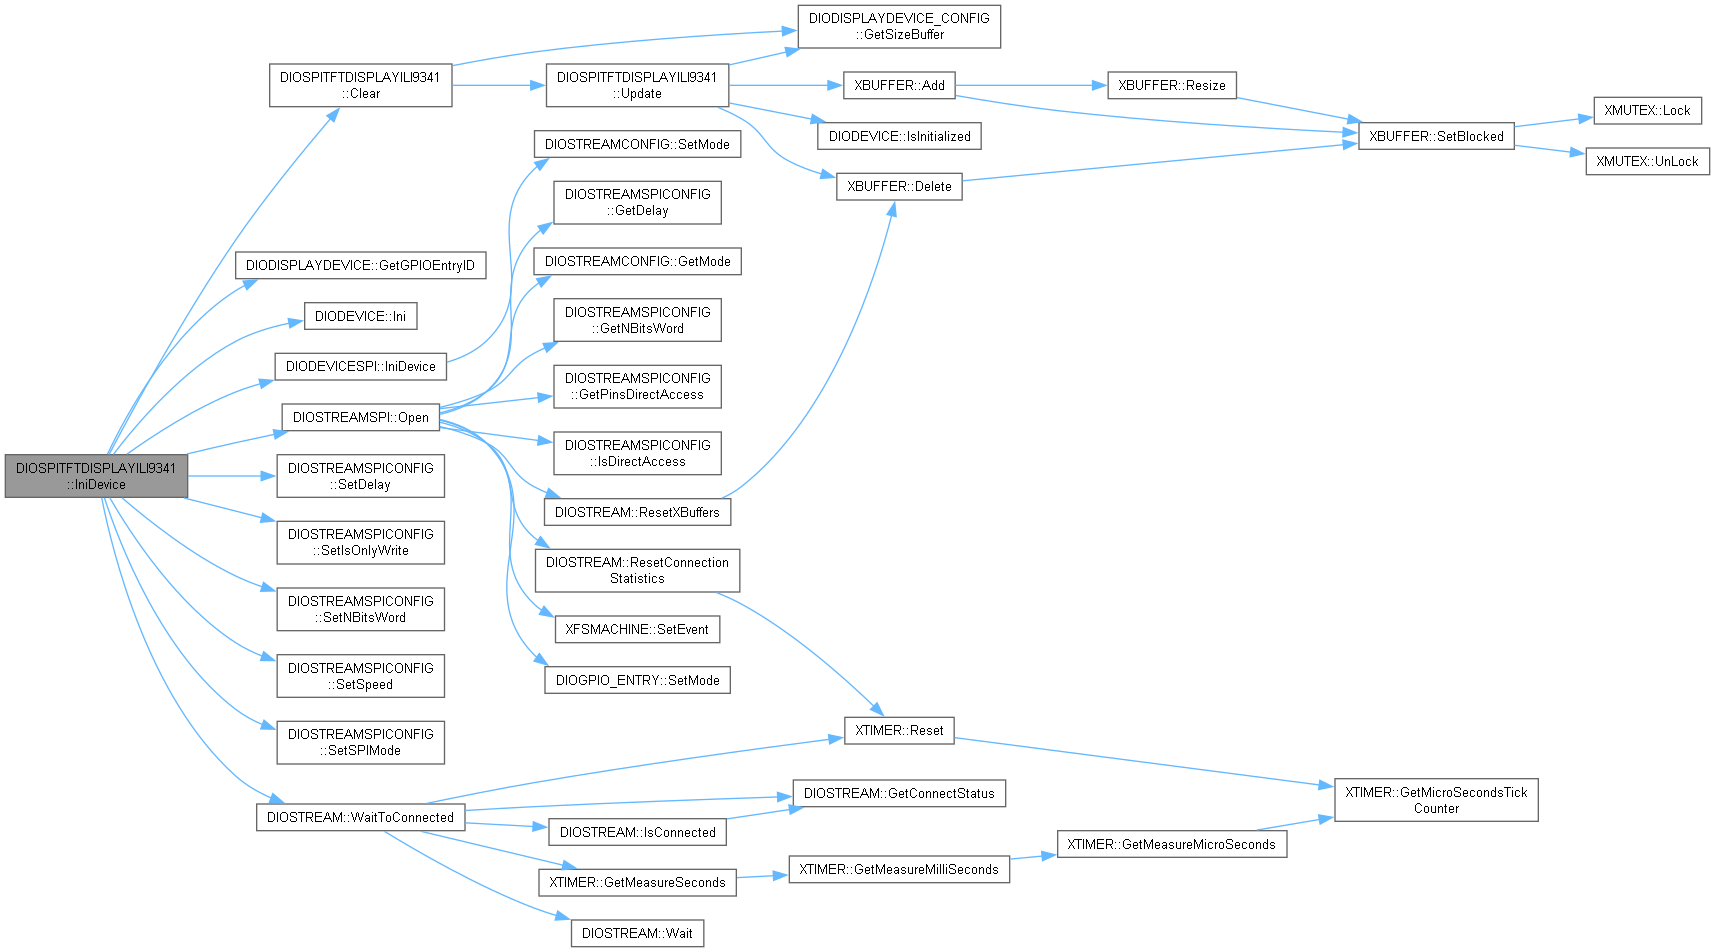 DIOSPITFTDISPLAYILI9341
::IniDevice
DIOSPITFTDISPLAYILI9341
::Clear
DIODISPLAYDEVICE::GetGPIOEntryID
DIODEVICE::Ini
DIODEVICESPI::IniDevice
DIOSTREAMSPI::Open
DIOSTREAMSPICONFIG
::SetDelay
DIOSTREAMSPICONFIG
::SetIsOnlyWrite
DIOSTREAMSPICONFIG
::SetNBitsWord
DIOSTREAMSPICONFIG
::SetSpeed
DIOSTREAMSPICONFIG
::SetSPIMode
DIOSTREAM::WaitToConnected
DIOSPITFTDISPLAYILI9341
::Update
DIOSTREAMCONFIG::SetMode
DIOSTREAMSPICONFIG
::GetDelay
DIOSTREAMCONFIG::GetMode
DIOSTREAMSPICONFIG
::GetNBitsWord
DIOSTREAMSPICONFIG
::GetPinsDirectAccess
DIOSTREAMSPICONFIG
::IsDirectAccess
DIOSTREAM::ResetXBuffers
DIOSTREAM::ResetConnection
Statistics
XFSMACHINE::SetEvent
DIOGPIO_ENTRY::SetMode
DIOSTREAM::IsConnected
XTIMER::GetMeasureSeconds
DIOSTREAM::Wait
DIODISPLAYDEVICE_CONFIG
::GetSizeBuffer
XBUFFER::Add
DIODEVICE::IsInitialized
XBUFFER::Delete
XTIMER::Reset
DIOSTREAM::GetConnectStatus
XTIMER::GetMeasureMilliSeconds
XBUFFER::Resize
XTIMER::GetMeasureMicroSeconds
XBUFFER::SetBlocked
XTIMER::GetMicroSecondsTick
Counter
XMUTEX::Lock
XMUTEX::UnLock